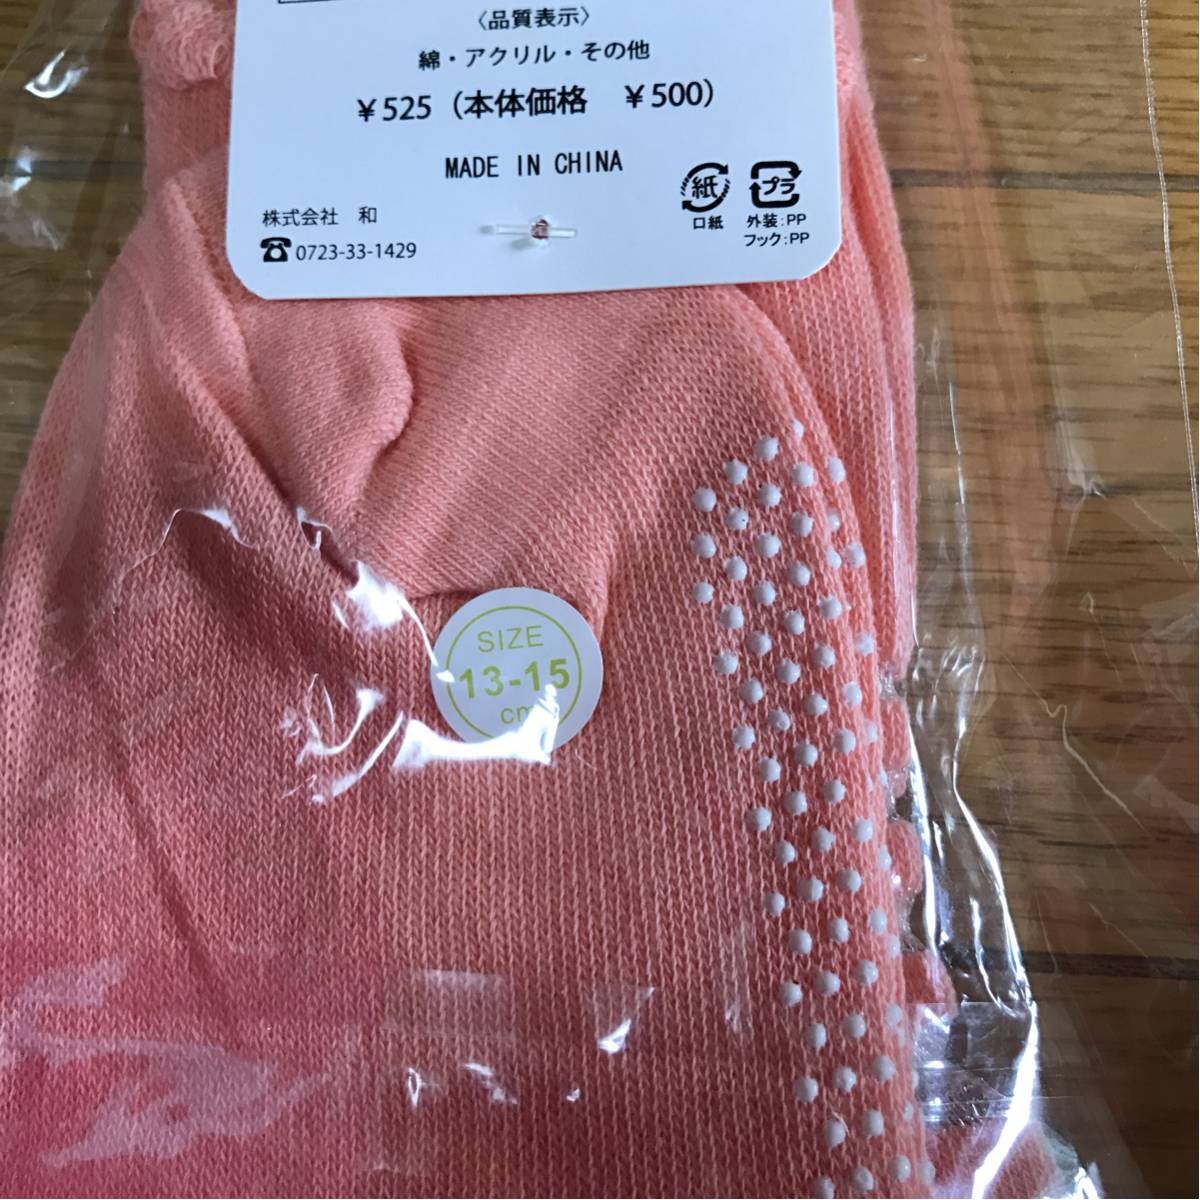 〈品質表示〉
綿・アクリル・その他
￥525（本体価格　￥500）
MADE IN CHINA
紙
口紙
プラ
外装:PP
フック:PP
株式会社　和
☎ 0723-33-1429
SIZE
13-15
cm